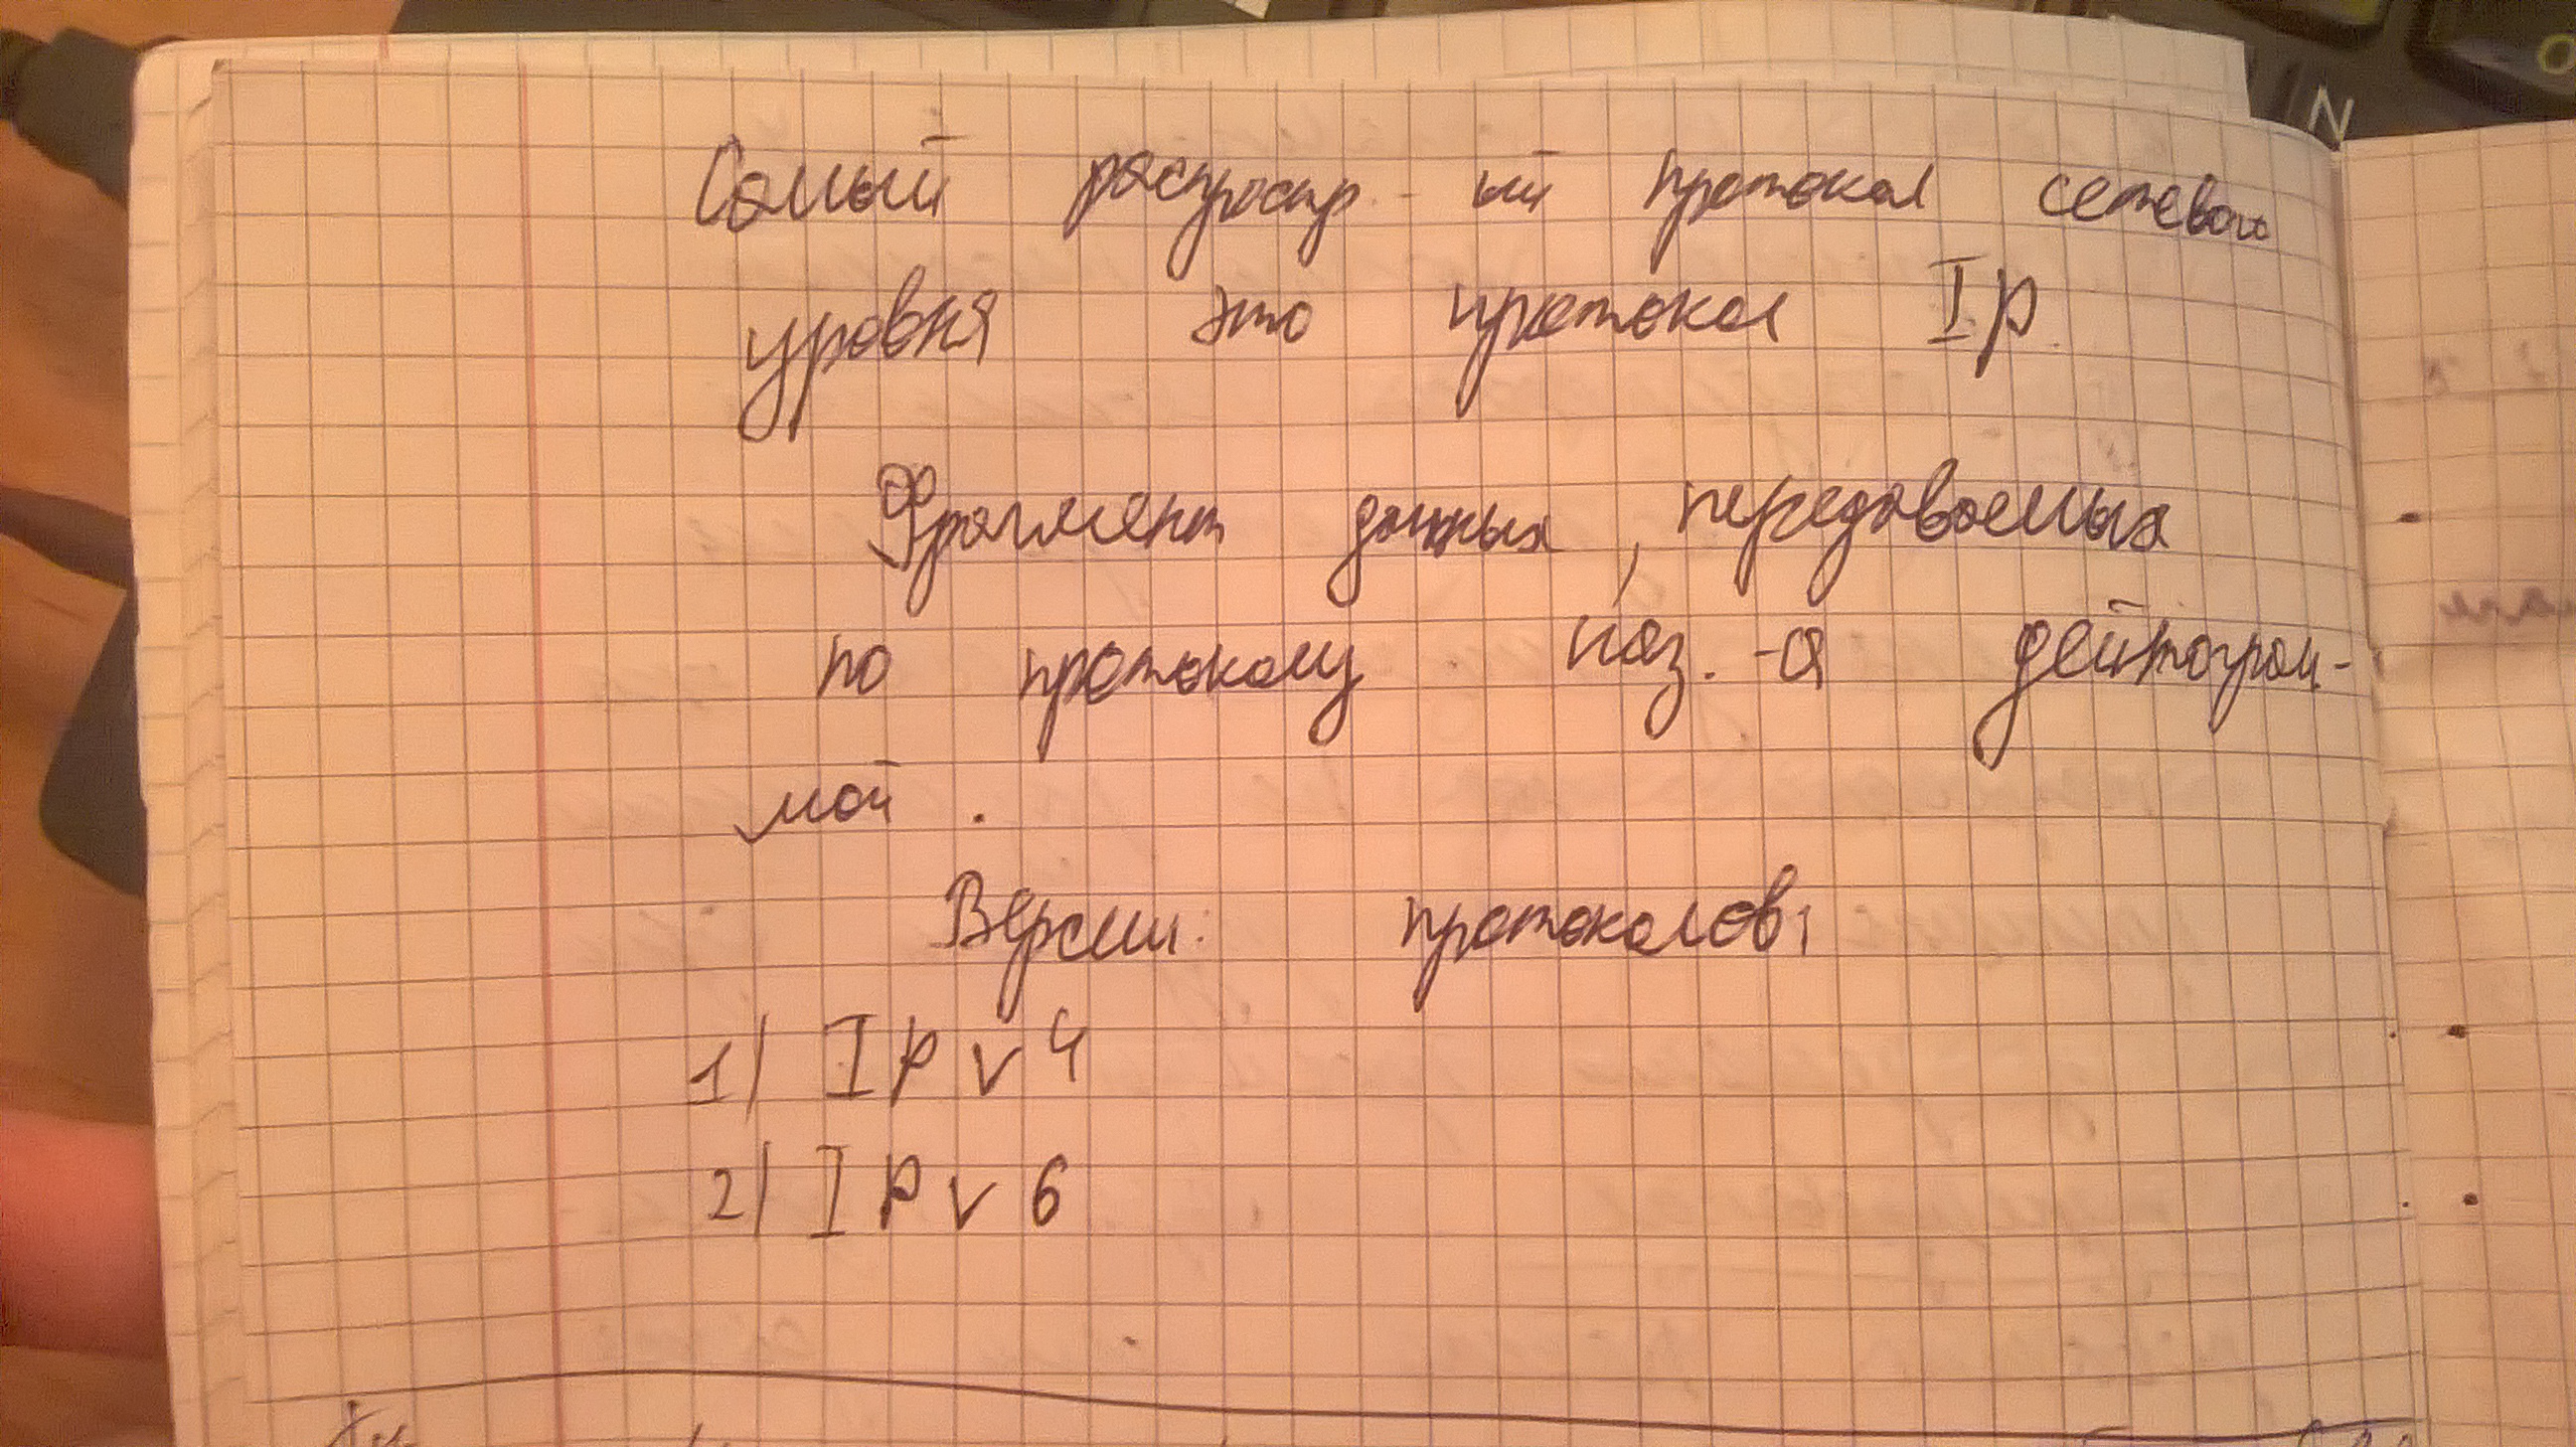 Самый распростр-ый протокол сетевого
уровня это протокол IP.
Фрагмент данных, передаваемых
по протоколу наз.-я дейтограм-
мой.
Версии протоколов:
1) IPv4
2) IPv6